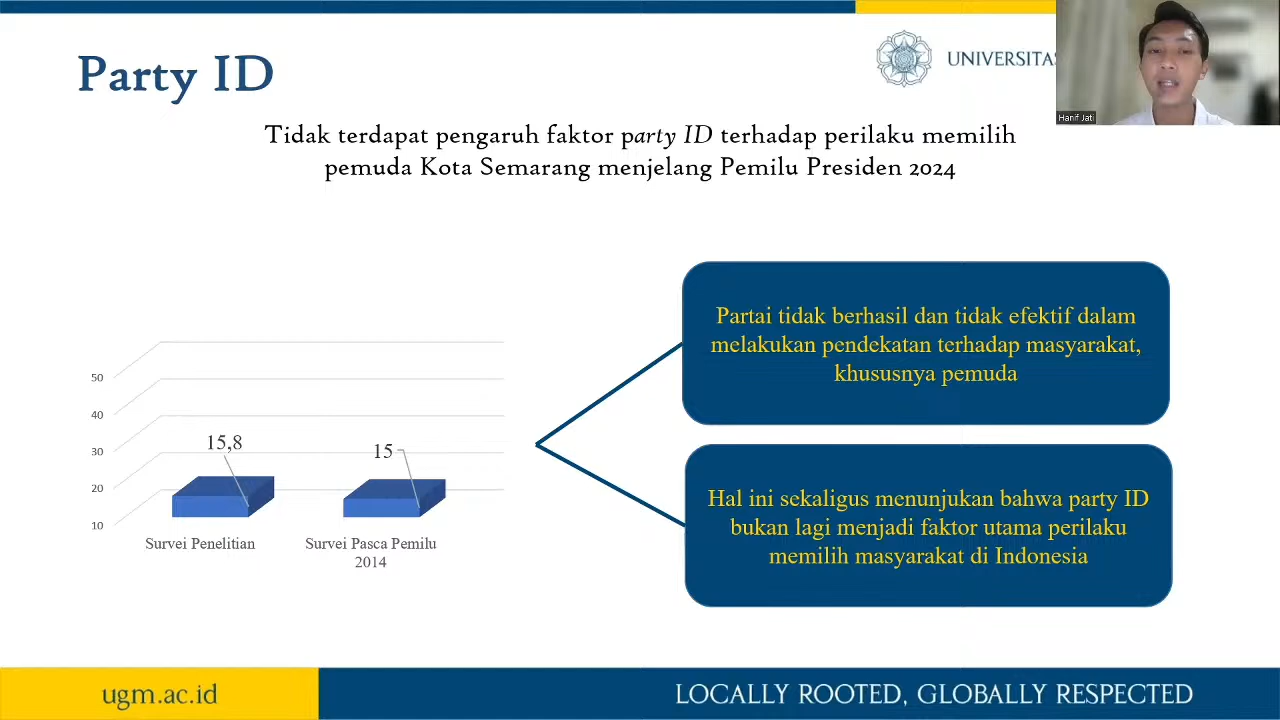 Party ID
UNIVERSITAS
Hanif Jati
Tidak terdapat pengaruh faktor party ID terhadap perilaku memilih
pemuda Kota Semarang menjelang Pemilu Presiden 2024
50
40
30
20
10
15,8
15
Survei Penelitian
Survei Pasca Pemilu
2014
Partai tidak berhasil dan tidak efektif dalam
melakukan pendekatan terhadap masyarakat,
khususnya pemuda
Hal ini sekaligus menunjukan bahwa party ID
bukan lagi menjadi faktor utama perilaku
memilih masyarakat di Indonesia
ugm.ac.id
LOCALLY ROOTED, GLOBALLY RESPECTED